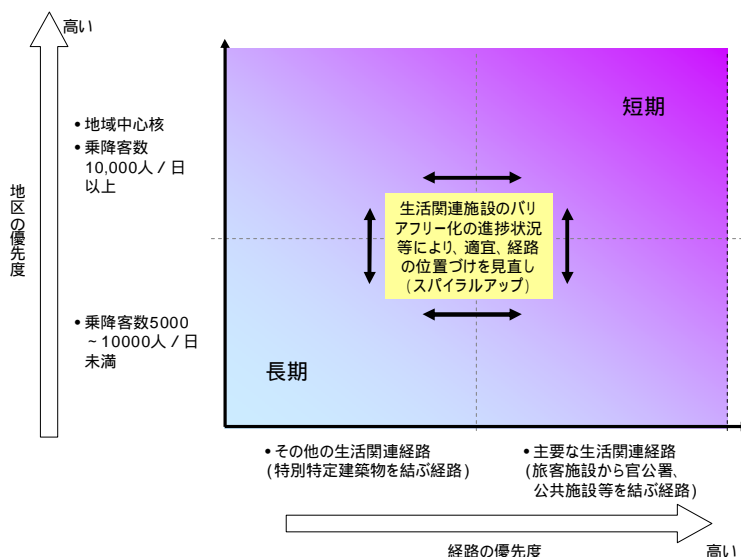 高い
地区の優先度
•地域中心核
•乗降客数
10,000人／日
以上
•乗降客数5000
～10000人／日
未満
短期
生活関連施設のバリ
アフリー化の進捗状況
等により、適宜、経路
の位置づけを見直し
(スパイラルアップ)
長期
•その他の生活関連経路
(特別特定建築物を結ぶ経路)
•主要な生活関連経路
(旅客施設から官公署、
公共施設等を結ぶ経路)
経路の優先度
高い